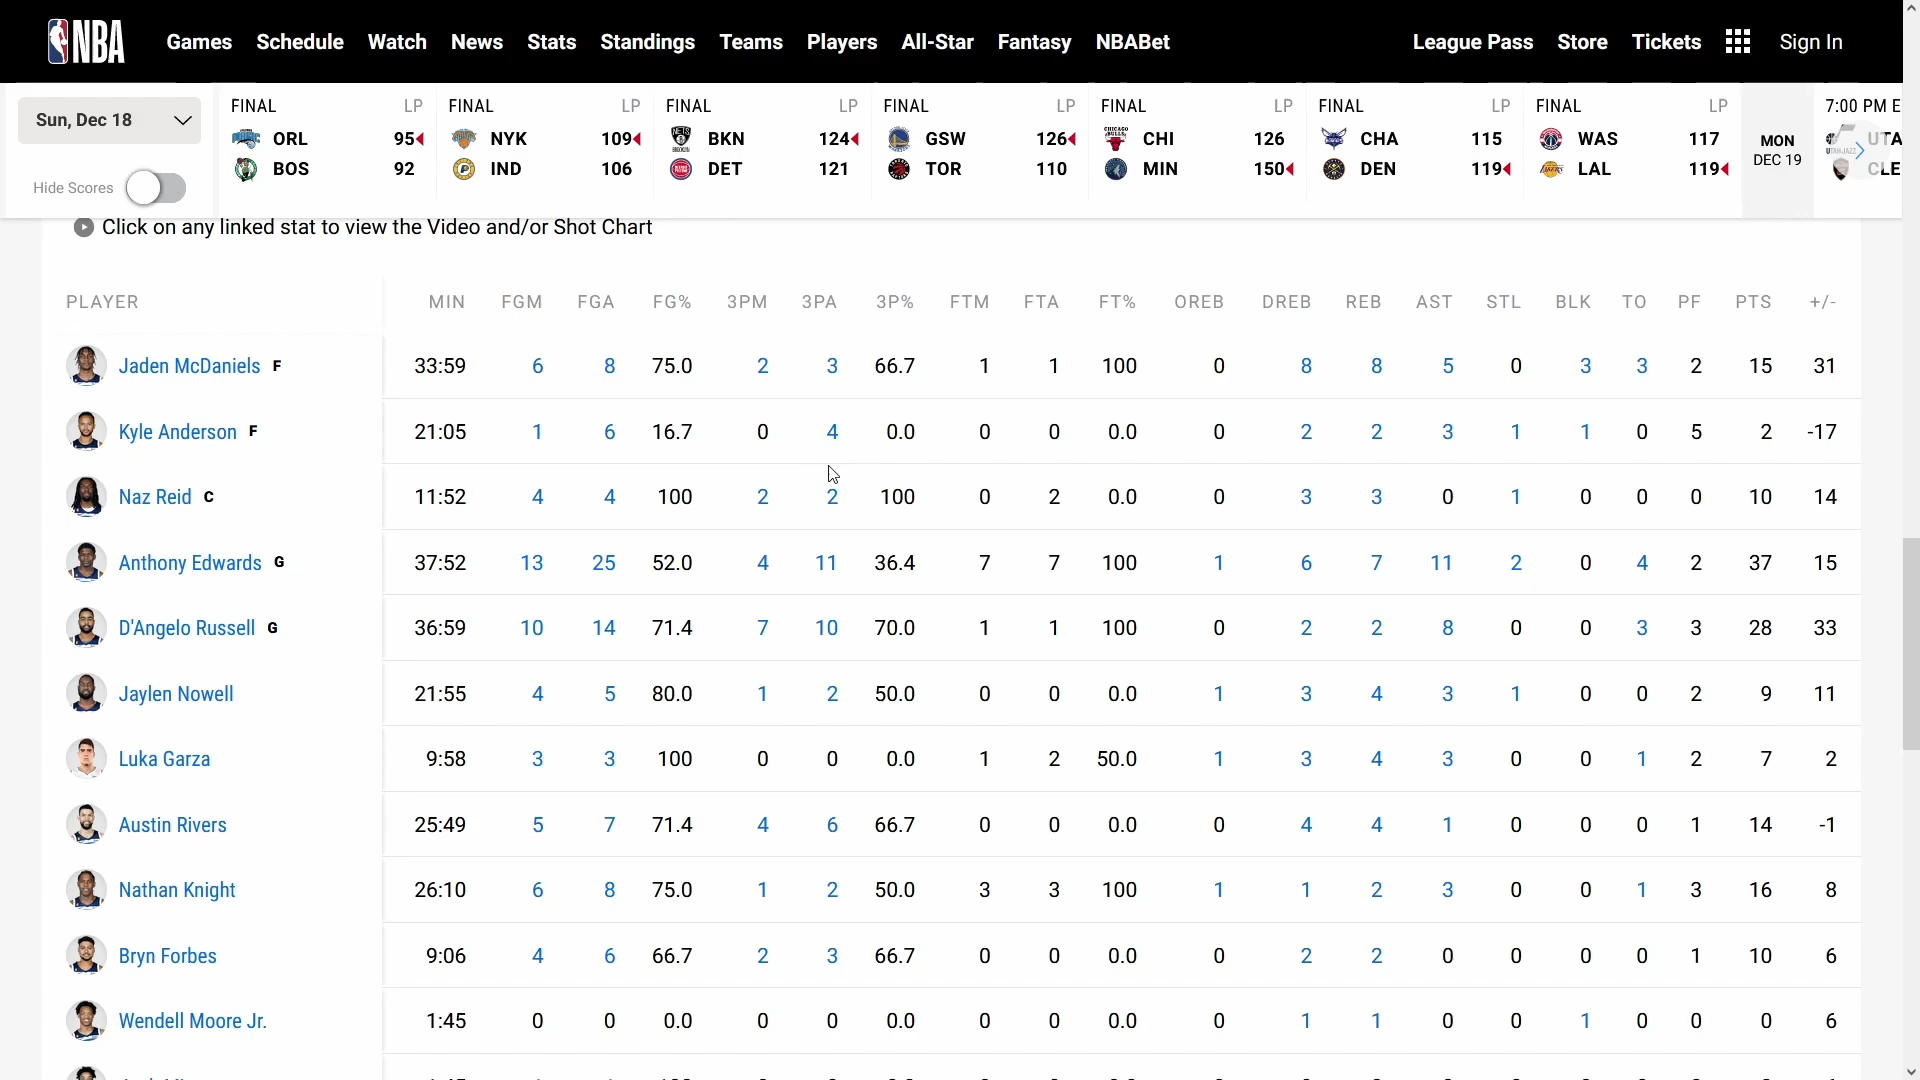 NBA Games Schedule Watch News Stats Standings Teams Players All-Star Fantasy NBABet League Pass Store Tickets Sign In
Sun, Dec 18
Hide Scores
FINAL LP
ORL 95
BOS 92
FINAL LP
NYK 109
IND 106
FINAL LP
BKN 124
DET 121
FINAL LP
GSW 126
TOR 110
FINAL LP
CHI 126
MIN 150
FINAL LP
CHA 115
DEN 119
FINAL LP
WAS 117
LAL 119
MON
DEC 19
7:00 PM E
UTA
CLE
Click on any linked stat to view the Video and/or Shot Chart
PLAYER MIN FGM FGA FG% 3PM 3PA 3P% FTM FTA FT% OREB DREB REB AST STL BLK TO PF PTS +/-
Jaden McDaniels F 33:59 6 8 75.0 2 3 66.7 1 1 100 0 8 8 5 0 3 3 2 15 31
Kyle Anderson F 21:05 1 6 16.7 0 4 0.0 0 0 0.0 0 2 2 3 1 1 0 5 2 -17
Naz Reid C 11:52 4 4 100 2 2 100 0 2 0.0 0 3 3 0 1 0 0 0 10 14
Anthony Edwards G 37:52 13 25 52.0 4 11 36.4 7 7 100 1 6 7 11 2 0 4 2 37 15
D'Angelo Russell G 36:59 10 14 71.4 7 10 70.0 1 1 100 0 2 2 8 0 0 3 3 28 33
Jaylen Nowell 21:55 4 5 80.0 1 2 50.0 0 0 0.0 1 3 4 3 1 0 0 2 9 11
Luka Garza 9:58 3 3 100 0 0 0.0 1 2 50.0 1 3 4 3 0 0 1 2 7 2
Austin Rivers 25:49 5 7 71.4 4 6 66.7 0 0 0.0 0 4 4 1 0 0 0 1 14 -1
Nathan Knight 26:10 6 8 75.0 1 2 50.0 3 3 100 1 1 2 3 0 0 1 3 16 8
Bryn Forbes 9:06 4 6 66.7 2 3 66.7 0 0 0.0 0 2 2 0 0 0 0 1 10 6
Wendell Moore Jr. 1:45 0 0 0.0 0 0 0.0 0 0 0.0 0 1 1 0 0 1 0 0 0 6